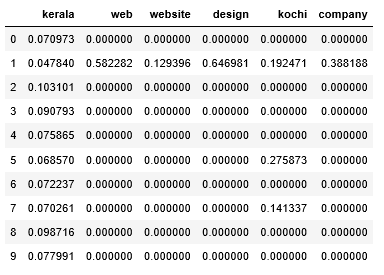 kerala web website design kochi company
0 0.070973 0.000000 0.000000 0.000000 0.000000 0.000000
1 0.047840 0.582282 0.129396 0.646981 0.192471 0.388188
2 0.103101 0.000000 0.000000 0.000000 0.000000 0.000000
3 0.090793 0.000000 0.000000 0.000000 0.000000 0.000000
4 0.075865 0.000000 0.000000 0.000000 0.000000 0.000000
5 0.068570 0.000000 0.000000 0.000000 0.275873 0.000000
6 0.072237 0.000000 0.000000 0.000000 0.000000 0.000000
7 0.070261 0.000000 0.000000 0.000000 0.141337 0.000000
8 0.098716 0.000000 0.000000 0.000000 0.000000 0.000000
9 0.077991 0.000000 0.000000 0.000000 0.000000 0.000000